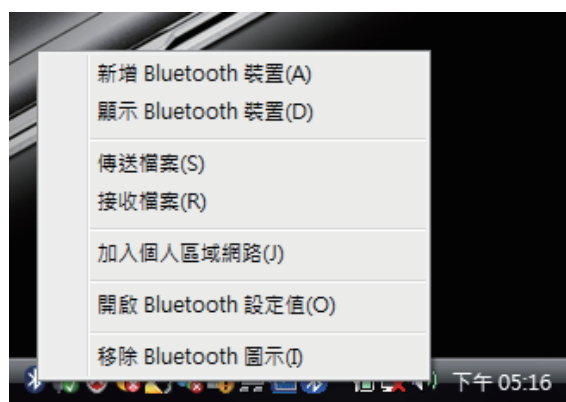 新增 Bluetooth 裝置(A)
顯示 Bluetooth 裝置(D)
傳送檔案(S)
接收檔案(R)
加入個人區域網路(J)
開啟 Bluetooth 設定值(O)
移除 Bluetooth 圖示(I)
下午 05:16